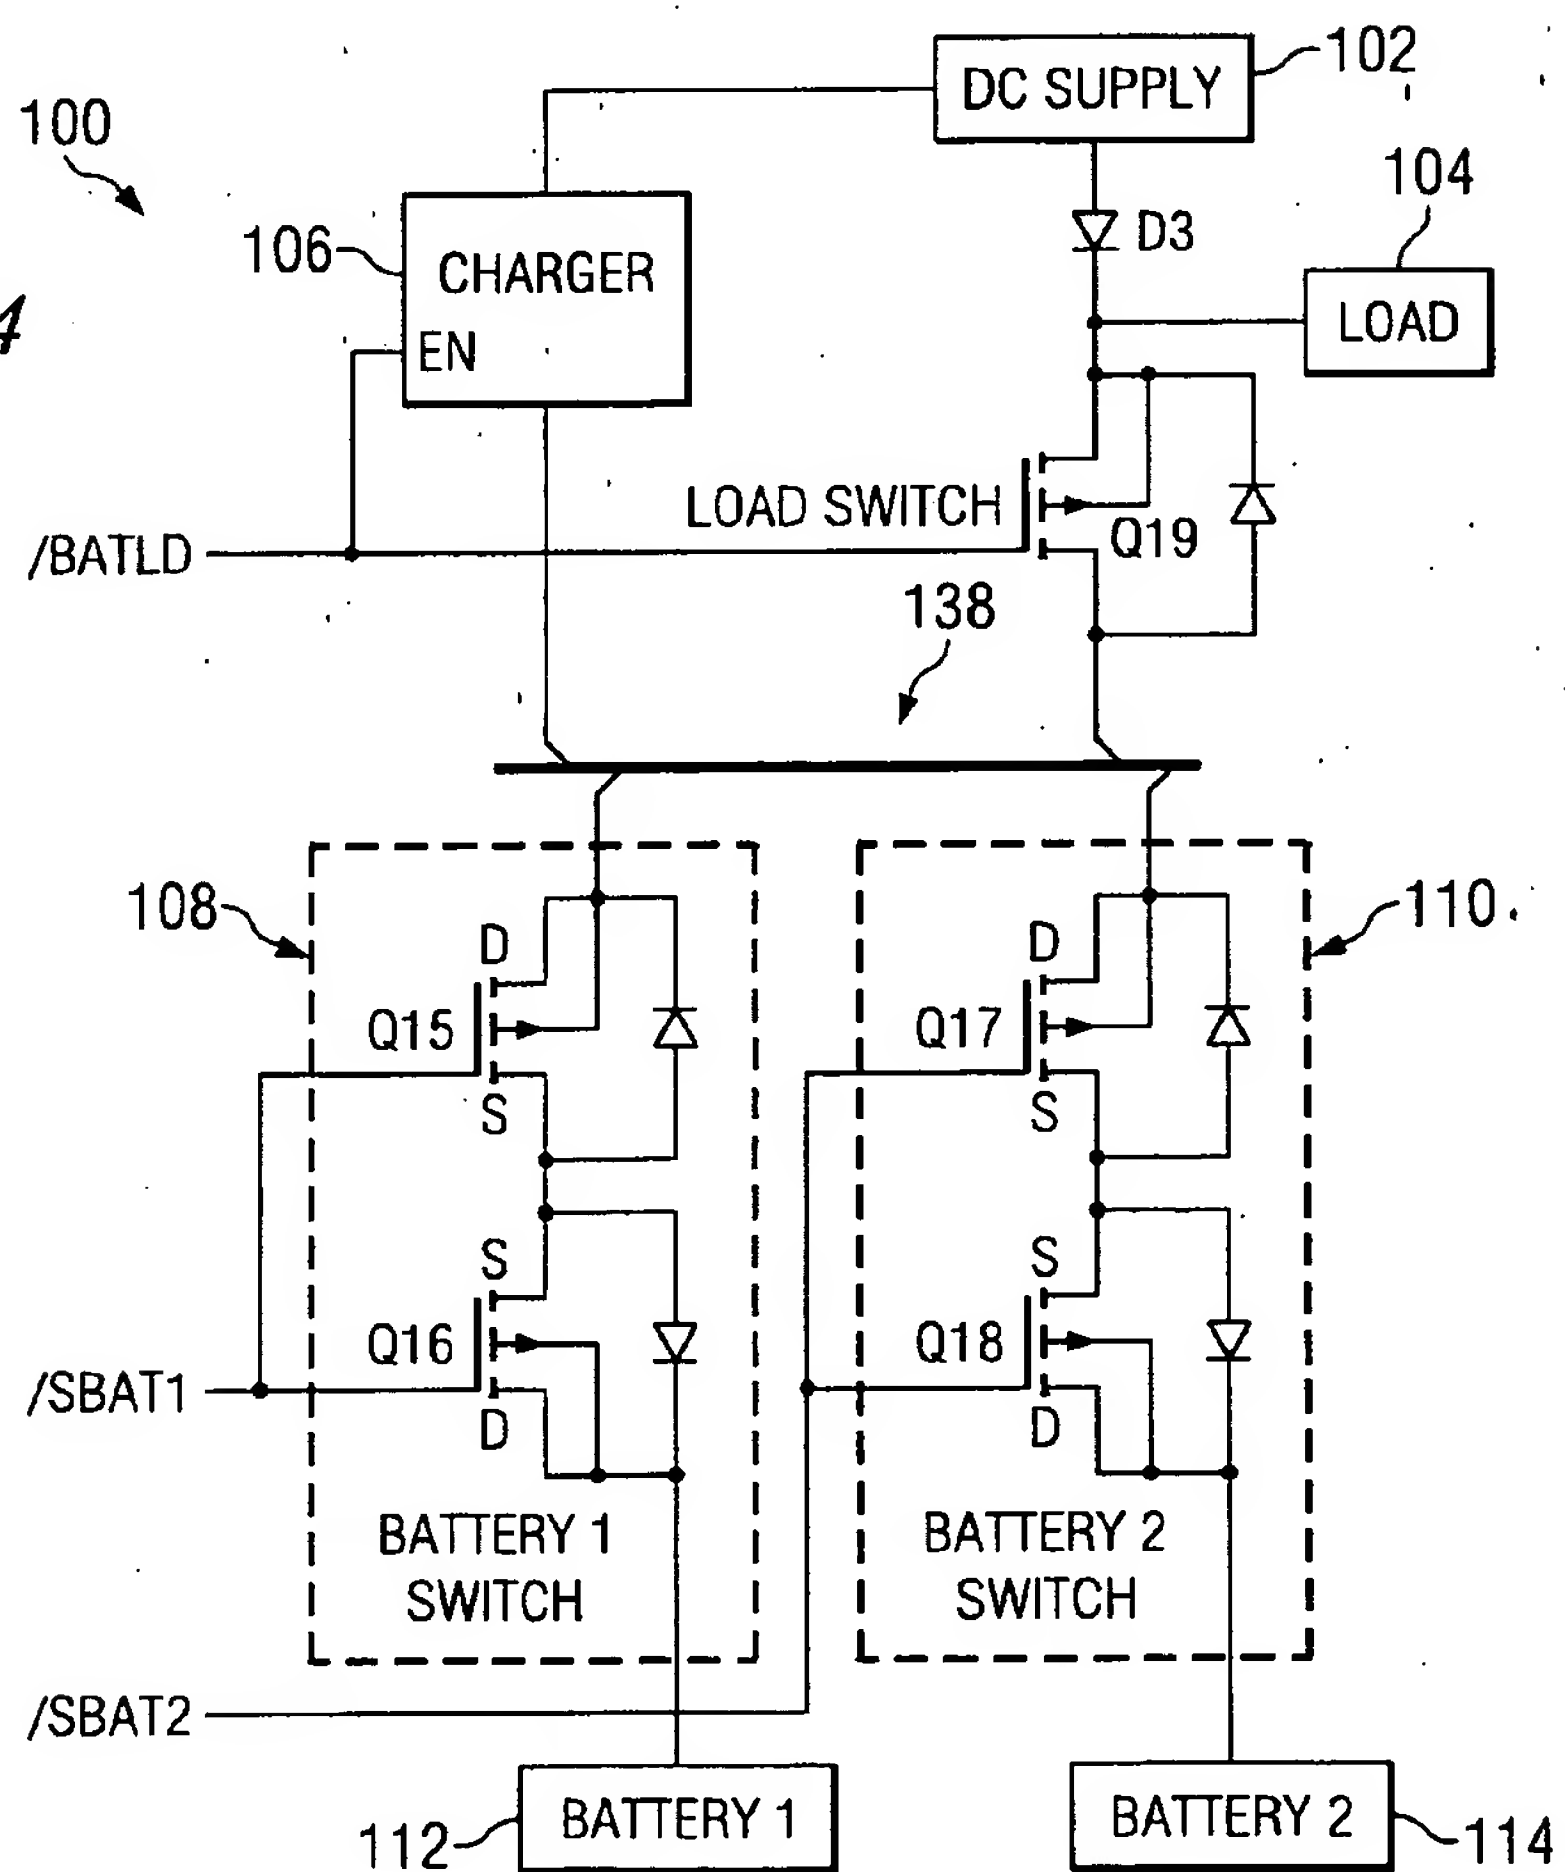 102
DC SUPPLY
100
104
106
D3
CHARGER
LOAD
4
EN
LOAD SWITCH
Q19
/BATLD
138
108
110
D
D
Q15
Q17
S
S
S
S
Q16
Q18
/SBAT1
D
D
BATTERY 1
SWITCH
BATTERY 2
SWITCH
/SBAT2
BATTERY 1
BATTERY 2
112
114